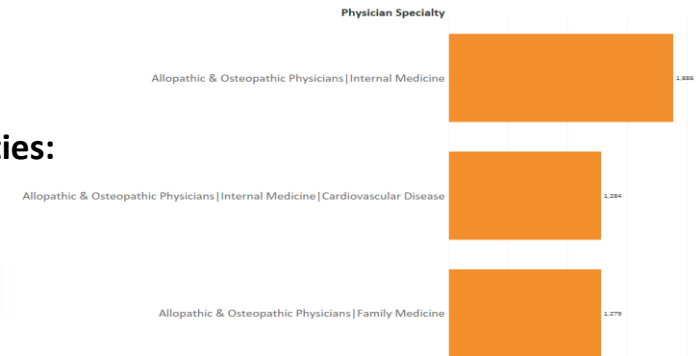 Physician Specialty
Allopathic & Osteopathic Physicians|Internal Medicine
1,886
ties:
Allopathic & Osteopathic Physicians|Internal Medicine|Cardiovascular Disease
1,284
Allopathic & Osteopathic Physicians|Family Medicine
1,279